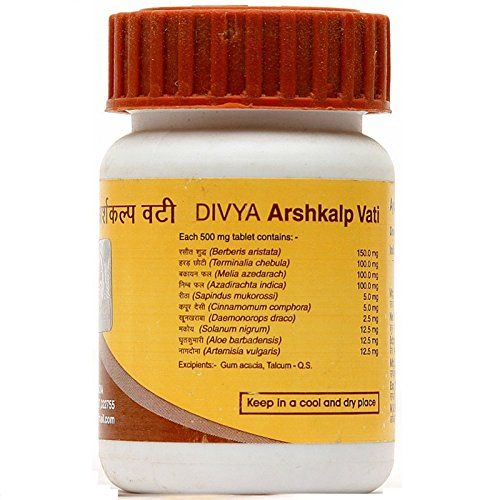 र्शकल्प वटी DIVYA Arshkalp Vati
Each 500 mg tablet contains:-
रसौत शुद्ध (Berberis aristata) 150.0 mg
हरड़ छोटी (Terminalia chebula) 100.0 mg
बकायन फल (Melia azedarach) 100.0 mg
निम्ब फल (Azadirachta indica) 100.0 mg
रीठा (Sapindus mukorossi) 5.0 mg
कपूर देसी (Cinnamomum comphora) 5.0 mg
खूनखराबा (Daemonorops draco) 2.5 mg
मकोय (Solanum nigrum) 12.5 mg
घृतकुमारी (Aloe barbadensis) 12.5 mg
नागदोना (Artemisia vulgaris) 12.5 mg
Excipients:- Gum acacia, Talcum - Q.S.
Keep in a cool and dry place